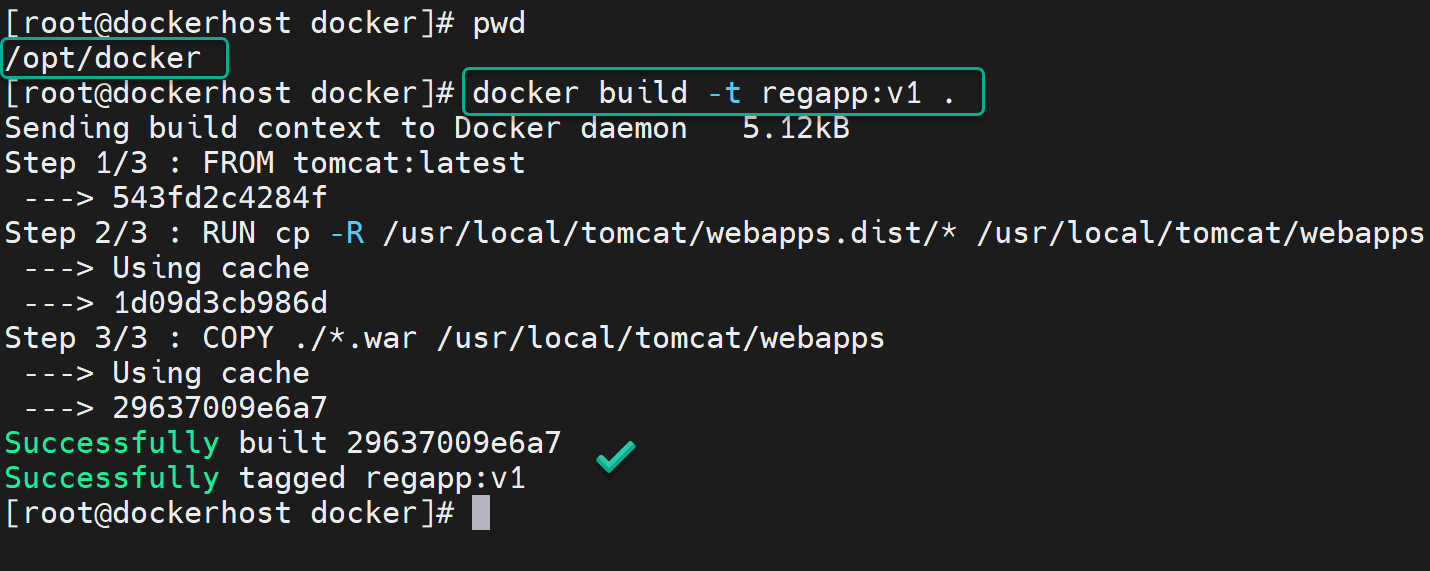 [root@dockerhost docker]# pwd
/opt/docker
[root@dockerhost docker]# docker build -t regapp:v1 .
Sending build context to Docker daemon   5.12kB
Step 1/3 : FROM tomcat:latest
 ---> 543fd2c4284f
Step 2/3 : RUN cp -R /usr/local/tomcat/webapps.dist/* /usr/local/tomcat/webapps
 ---> Using cache
 ---> 1d09d3cb986d
Step 3/3 : COPY ./*.war /usr/local/tomcat/webapps
 ---> Using cache
 ---> 29637009e6a7
Successfully built 29637009e6a7
Successfully tagged regapp:v1
[root@dockerhost docker]#